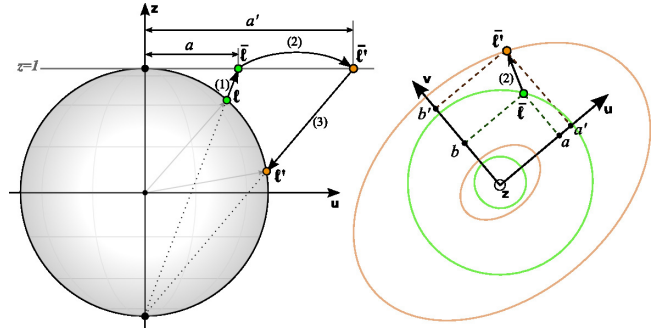 z
a'
a
ℓ̄
(2)
ℓ̄'
z=1
(1)
ℓ
(3)
ℓ'
u
ℓ̄'
v
(2)
u
b'
ℓ̄
a'
b
a
z